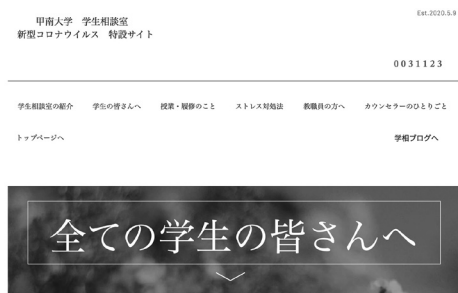 Est.2020.5.9
甲南大学 学生相談室
新型コロナウイルス 特設サイト
0031123
学生相談室の紹介 学生の皆さんへ 授業・履修のこと ストレス対処法 教職員の方へ カウンセラーのひとりごと
トップページへ 学相ブログへ
全ての学生の皆さんへ